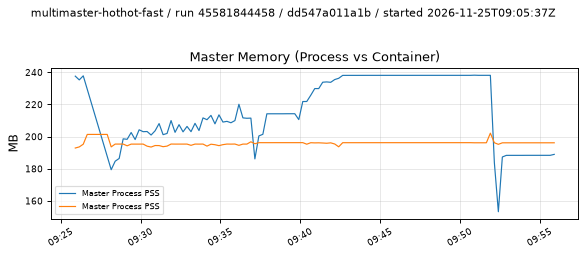 multimaster-hothot-fast / run 45581844458 / dd547a011a1b / started 2026-11-25T09:05:37Z
Master Memory (Process vs Container)
MB
240
220
200
180
160
Master Process PSS
Master Process PSS
09:25
09:30
09:35
09:40
09:45
09:50
09:55